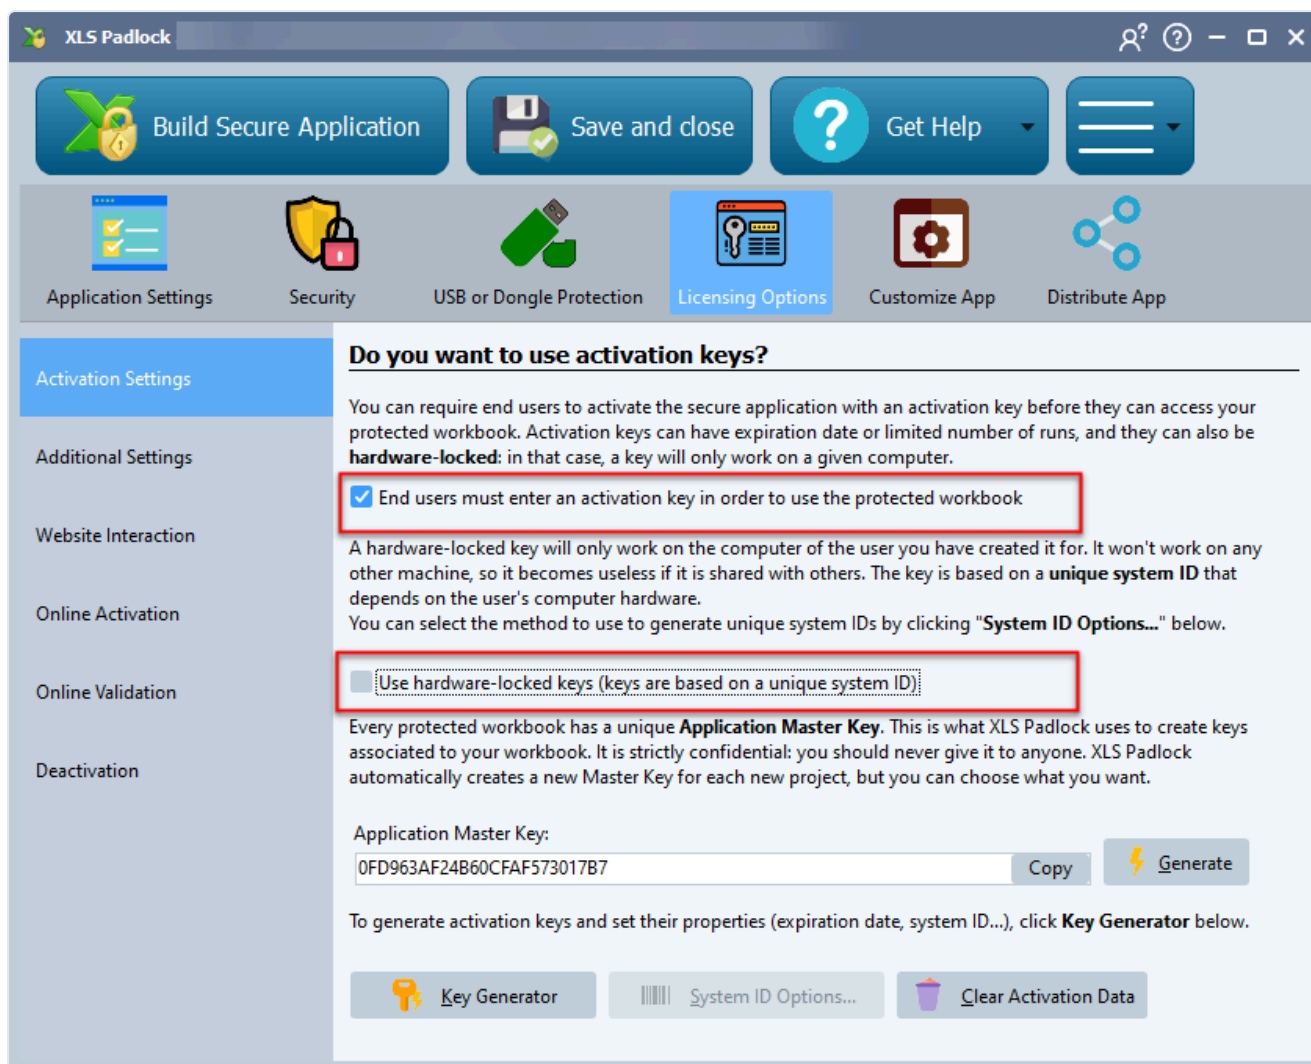 XLS Padlock
Build Secure Application
Save and close
Get Help
Application Settings
Security
USB or Dongle Protection
Licensing Options
Customize App
Distribute App
Activation Settings
Additional Settings
Website Interaction
Online Activation
Online Validation
Deactivation
Do you want to use activation keys?
You can require end users to activate the secure application with an activation key before they can access your
protected workbook. Activation keys can have expiration date or limited number of runs, and they can also be
hardware-locked: in that case, a key will only work on a given computer.
End users must enter an activation key in order to use the protected workbook
A hardware-locked key will only work on the computer of the user you have created it for. It won't work on any
other machine, so it becomes useless if it is shared with others. The key is based on a unique system ID that
depends on the user's computer hardware.
You can select the method to use to generate unique system IDs by clicking "System ID Options..." below.
Use hardware-locked keys (keys are based on a unique system ID)
Every protected workbook has a unique Application Master Key. This is what XLS Padlock uses to create keys
associated to your workbook. It is strictly confidential: you should never give it to anyone. XLS Padlock
automatically creates a new Master Key for each new project, but you can choose what you want.
Application Master Key:
0FD963AF24B60CFAF573017B7
Copy
Generate
To generate activation keys and set their properties (expiration date, system ID...), click Key Generator below.
Key Generator
System ID Options...
Clear Activation Data